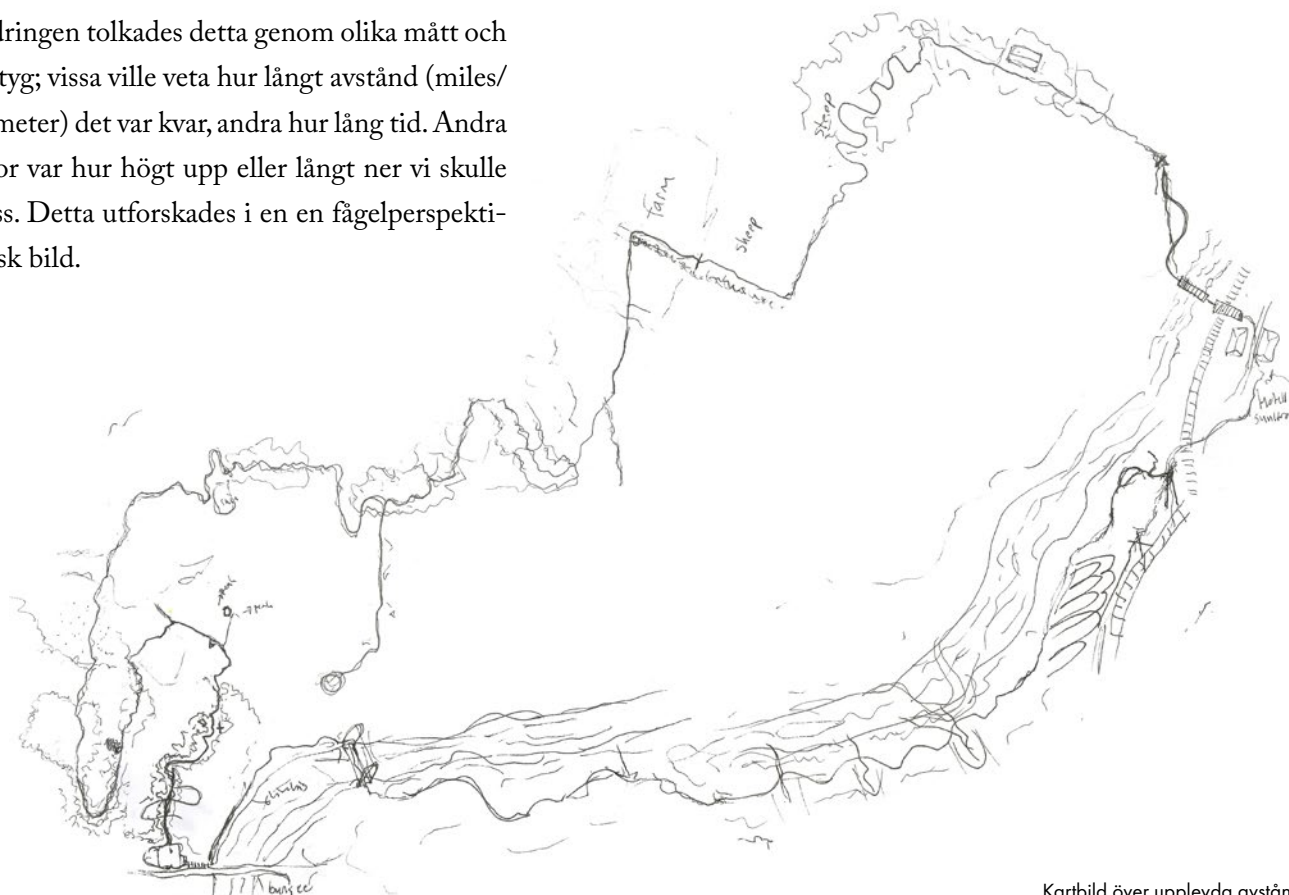 dringen tolkades detta genom olika mått och
tyg; vissa ville veta hur långt avstånd (miles/
meter) det var kvar, andra hur lång tid. Andra
or var hur högt upp eller långt ner vi skulle
ss. Detta utforskades i en en fågelperspekti-
sk bild.
sheep
Farm
sheep
Hotell
bungee
Kartbild över upplevda avstån